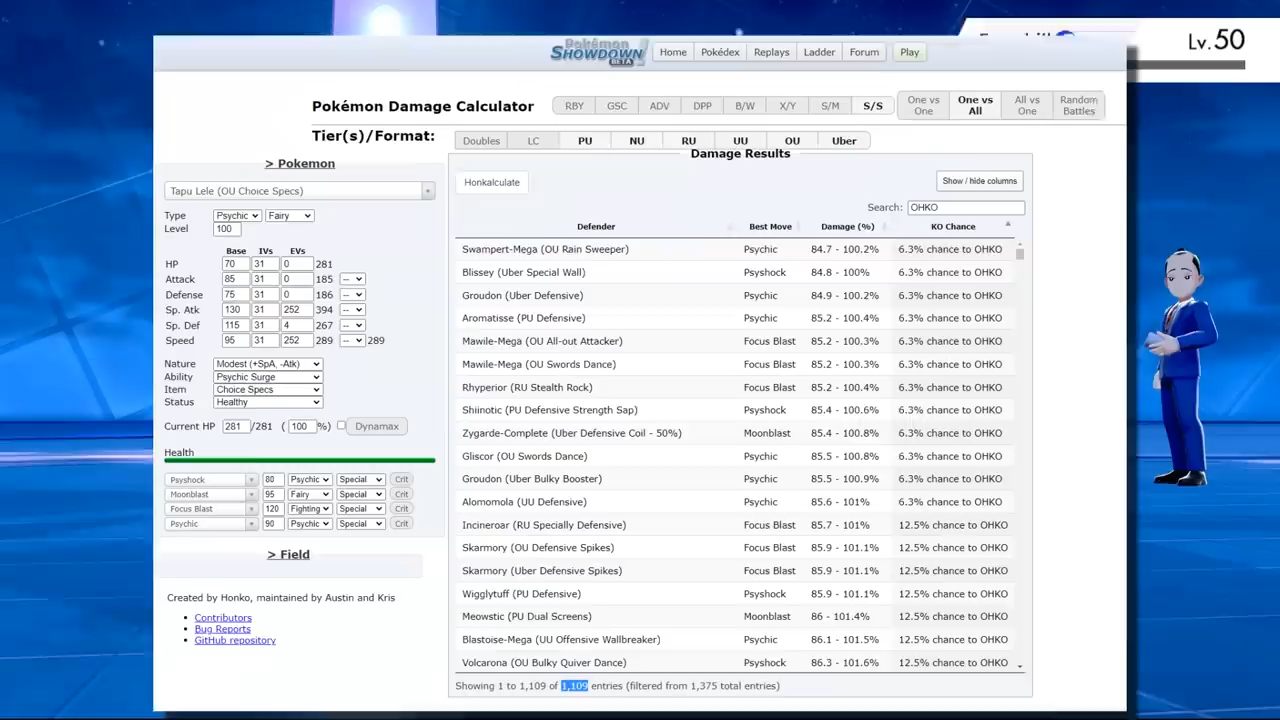 Pokémon SHOWDOWN! BETA
Home Pokédex Replays Ladder Forum Play
Lv. 50
Pokémon Damage Calculator
RBY GSC ADV DPP B/W X/Y S/M S/S
One vs One One vs All All vs One Random Battles
Tier(s)/Format:
Doubles LC PU NU RU UU OU Uber
> Pokemon
Tapu Lele (OU Choice Specs)
Type Psychic Fairy
Level 100
Base IVs EVs
HP 70 31 0 281
Attack 85 31 0 185 --
Defense 75 31 0 186 --
Sp. Atk 130 31 252 394 --
Sp. Def 115 31 4 267 --
Speed 95 31 252 289 -- 289
Nature Modest (+SpA, -Atk)
Ability Psychic Surge
Item Choice Specs
Status Healthy
Current HP 281 /281 ( 100 %) Dynamax
Health
Psyshock 80 Psychic Special Crit
Moonblast 95 Fairy Special Crit
Focus Blast 120 Fighting Special Crit
Psychic 90 Psychic Special Crit
> Field
Created by Honko, maintained by Austin and Kris
• Contributors
• Bug Reports
• GitHub repository
Damage Results
Honkalculate
Show / hide columns
Search: OHKO
Defender Best Move Damage (%) KO Chance
Swampert-Mega (OU Rain Sweeper) Psychic 84.7 - 100.2% 6.3% chance to OHKO
Blissey (Uber Special Wall) Psyshock 84.8 - 100% 6.3% chance to OHKO
Groudon (Uber Defensive) Psychic 84.9 - 100.2% 6.3% chance to OHKO
Aromatisse (PU Defensive) Psychic 85.2 - 100.4% 6.3% chance to OHKO
Mawile-Mega (OU All-out Attacker) Focus Blast 85.2 - 100.3% 6.3% chance to OHKO
Mawile-Mega (OU Swords Dance) Focus Blast 85.2 - 100.3% 6.3% chance to OHKO
Rhyperior (RU Stealth Rock) Focus Blast 85.2 - 100.4% 6.3% chance to OHKO
Shiinotic (PU Defensive Strength Sap) Psyshock 85.4 - 100.6% 6.3% chance to OHKO
Zygarde-Complete (Uber Defensive Coil - 50%) Moonblast 85.4 - 100.8% 6.3% chance to OHKO
Gliscor (OU Swords Dance) Psychic 85.5 - 100.8% 6.3% chance to OHKO
Groudon (Uber Bulky Booster) Psychic 85.5 - 100.8% 6.3% chance to OHKO
Alomomola (UU Defensive) Psychic 85.6 - 101% 6.3% chance to OHKO
Incineroar (RU Specially Defensive) Focus Blast 85.7 - 101% 12.5% chance to OHKO
Skarmory (OU Defensive Spikes) Focus Blast 85.9 - 101.1% 12.5% chance to OHKO
Skarmory (Uber Defensive Spikes) Focus Blast 85.9 - 101.1% 12.5% chance to OHKO
Wigglytuff (PU Defensive) Psyshock 85.9 - 101.1% 12.5% chance to OHKO
Meowstic (PU Dual Screens) Moonblast 86 - 101.4% 12.5% chance to OHKO
Blastoise-Mega (UU Offensive Wallbreaker) Psychic 86.1 - 101.5% 12.5% chance to OHKO
Volcarona (OU Bulky Quiver Dance) Psyshock 86.3 - 101.6% 12.5% chance to OHKO
Showing 1 to 1,109 of 1,109 entries (filtered from 1,375 total entries)